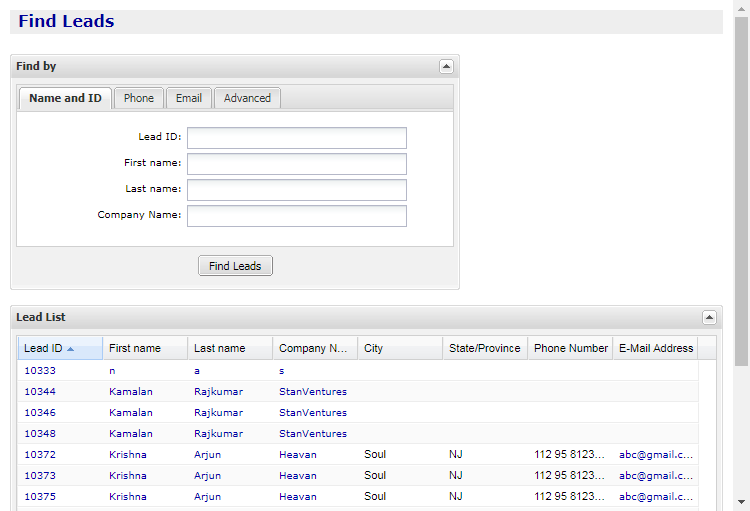 Find Leads
Find by
Name and ID Phone Email Advanced
Lead ID:
First name:
Last name:
Company Name:
Find Leads
Lead List
Lead ID First name Last name Company N... City State/Province Phone Number E-Mail Address
10333 n a s
10344 Kamalan Rajkumar StanVentures
10346 Kamalan Rajkumar StanVentures
10348 Kamalan Rajkumar StanVentures
10372 Krishna Arjun Heavan Soul NJ 112 95 8123... abc@gmail.c...
10373 Krishna Arjun Heavan Soul NJ 112 95 8123... abc@gmail.c...
10375 Krishna Arjun Heavan Soul NJ 112 95 8123... abc@gmail.c...